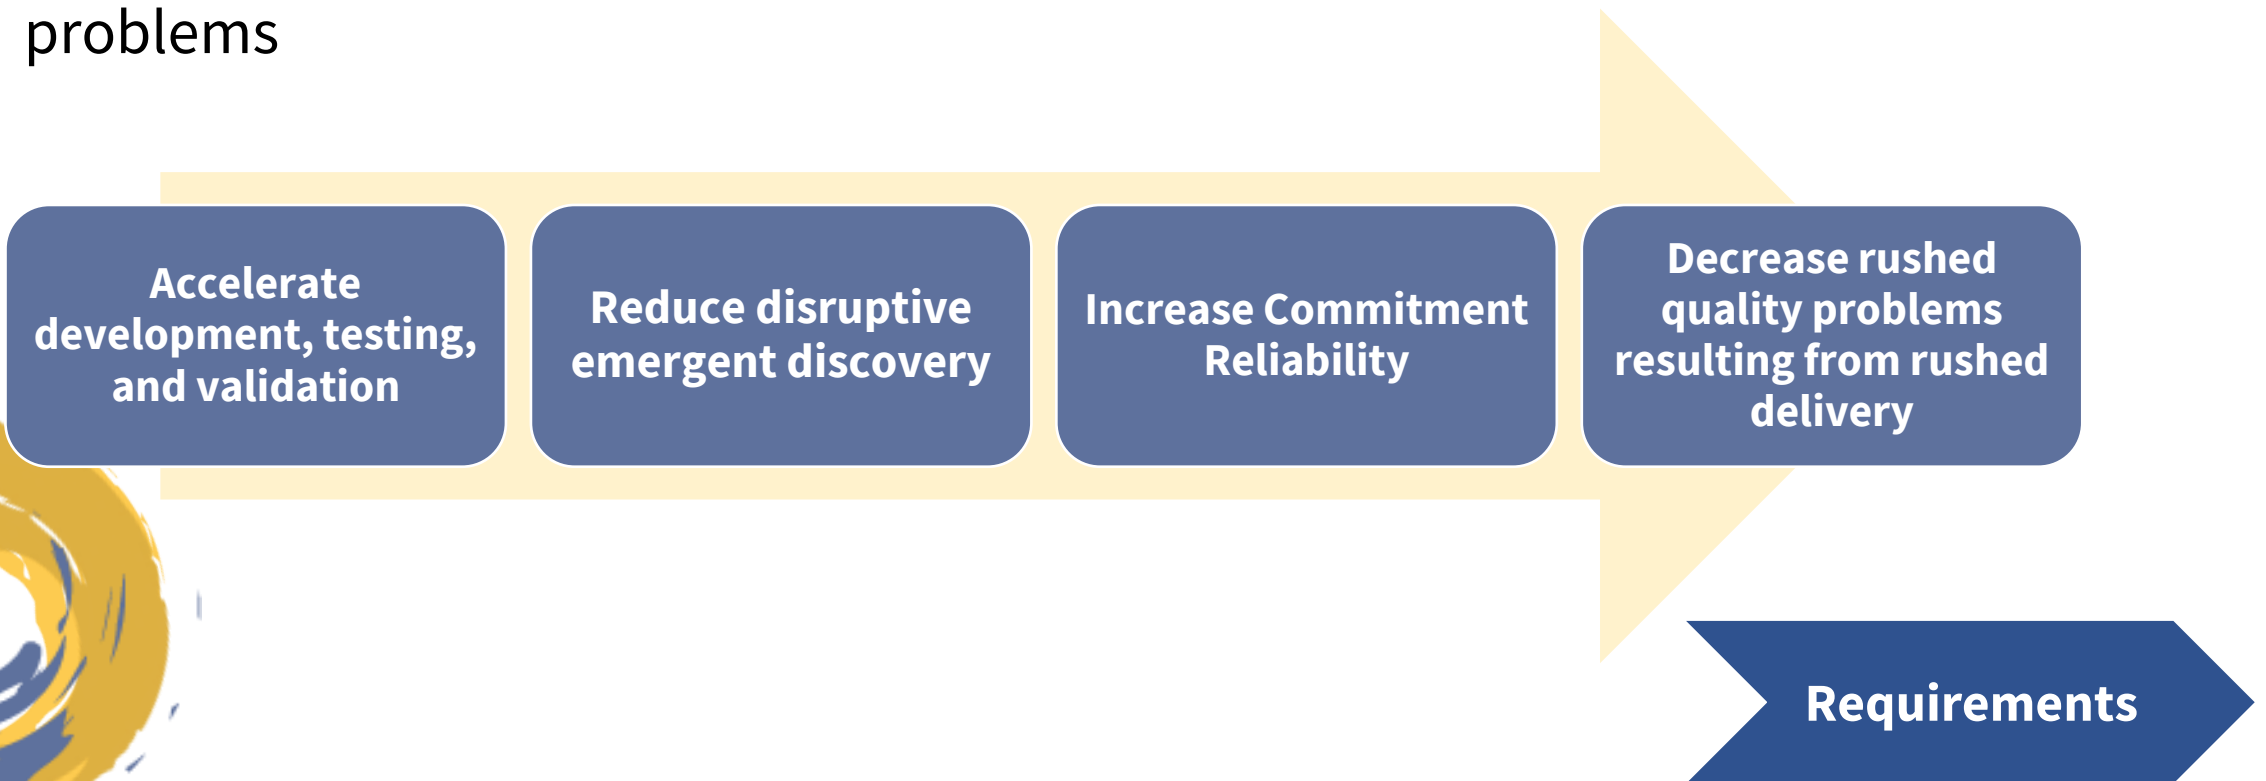 problems
Accelerate
development, testing,
and validation
Reduce disruptive
emergent discovery
Increase Commitment
Reliability
Decrease rushed
quality problems
resulting from rushed
delivery
Requirements